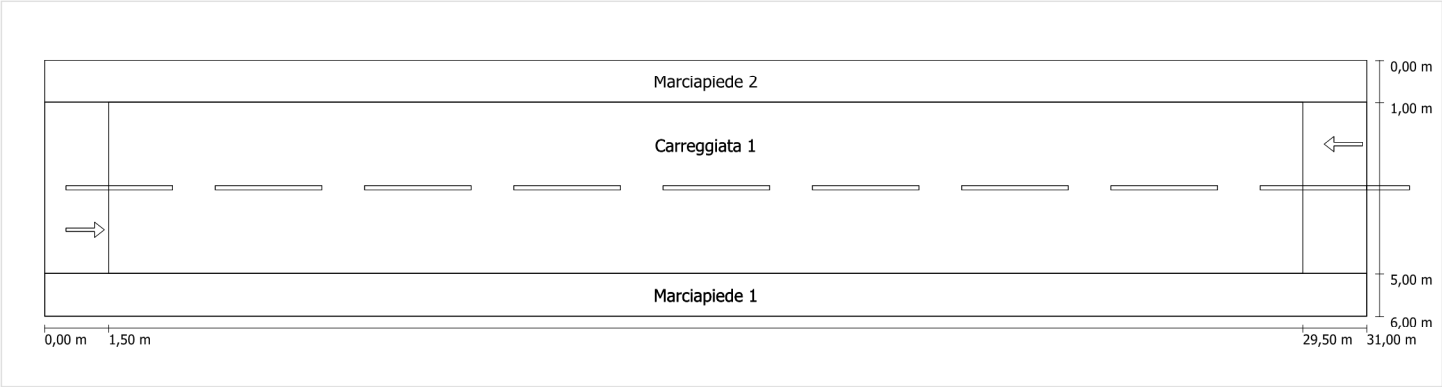 Marciapiede 2
0,00 m
1,00 m
Carreggiata 1
5,00 m
Marciapiede 1
6,00 m
0,00 m 1,50 m 29,50 m 31,00 m